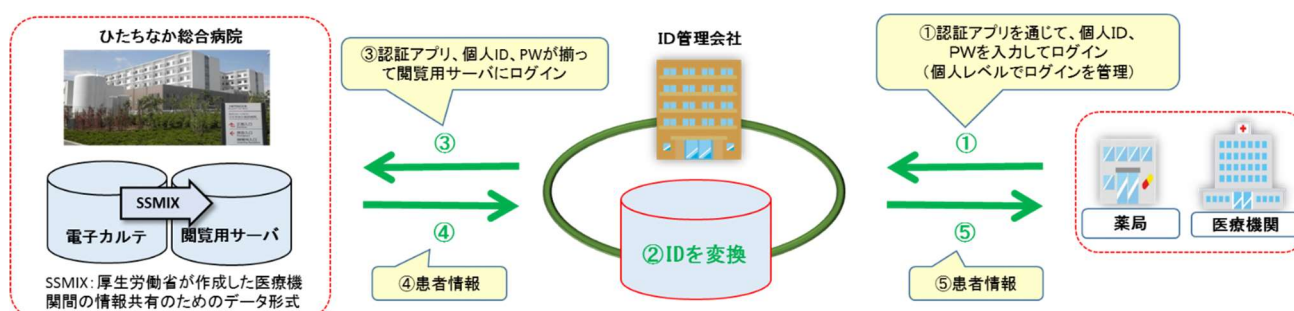 ひたちなか総合病院
SSMIX
電子カルテ
閲覧用サーバ
SSMIX:厚生労働省が作成した医療機
関間の情報共有のためのデータ形式
③認証アプリ、個人ID、PWが揃っ
て閲覧用サーバにログイン
③
④
④患者情報
ID管理会社
②IDを変換
①認証アプリを通じて、個人ID、
PWを入力してログイン
(個人レベルでログインを管理)
①
⑤
⑤患者情報
薬局
医療機関